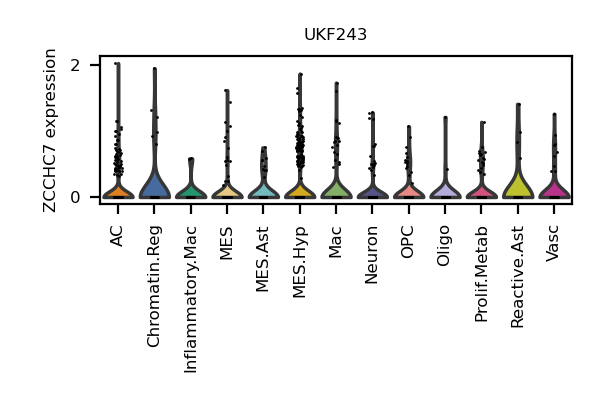 UKF243
ZCCHC7 expression
2
0
AC
Chromatin.Reg
Inflammatory.Mac
MES
MES.Ast
MES.Hyp
Mac
Neuron
OPC
Oligo
Prolif.Metab
Reactive.Ast
Vasc